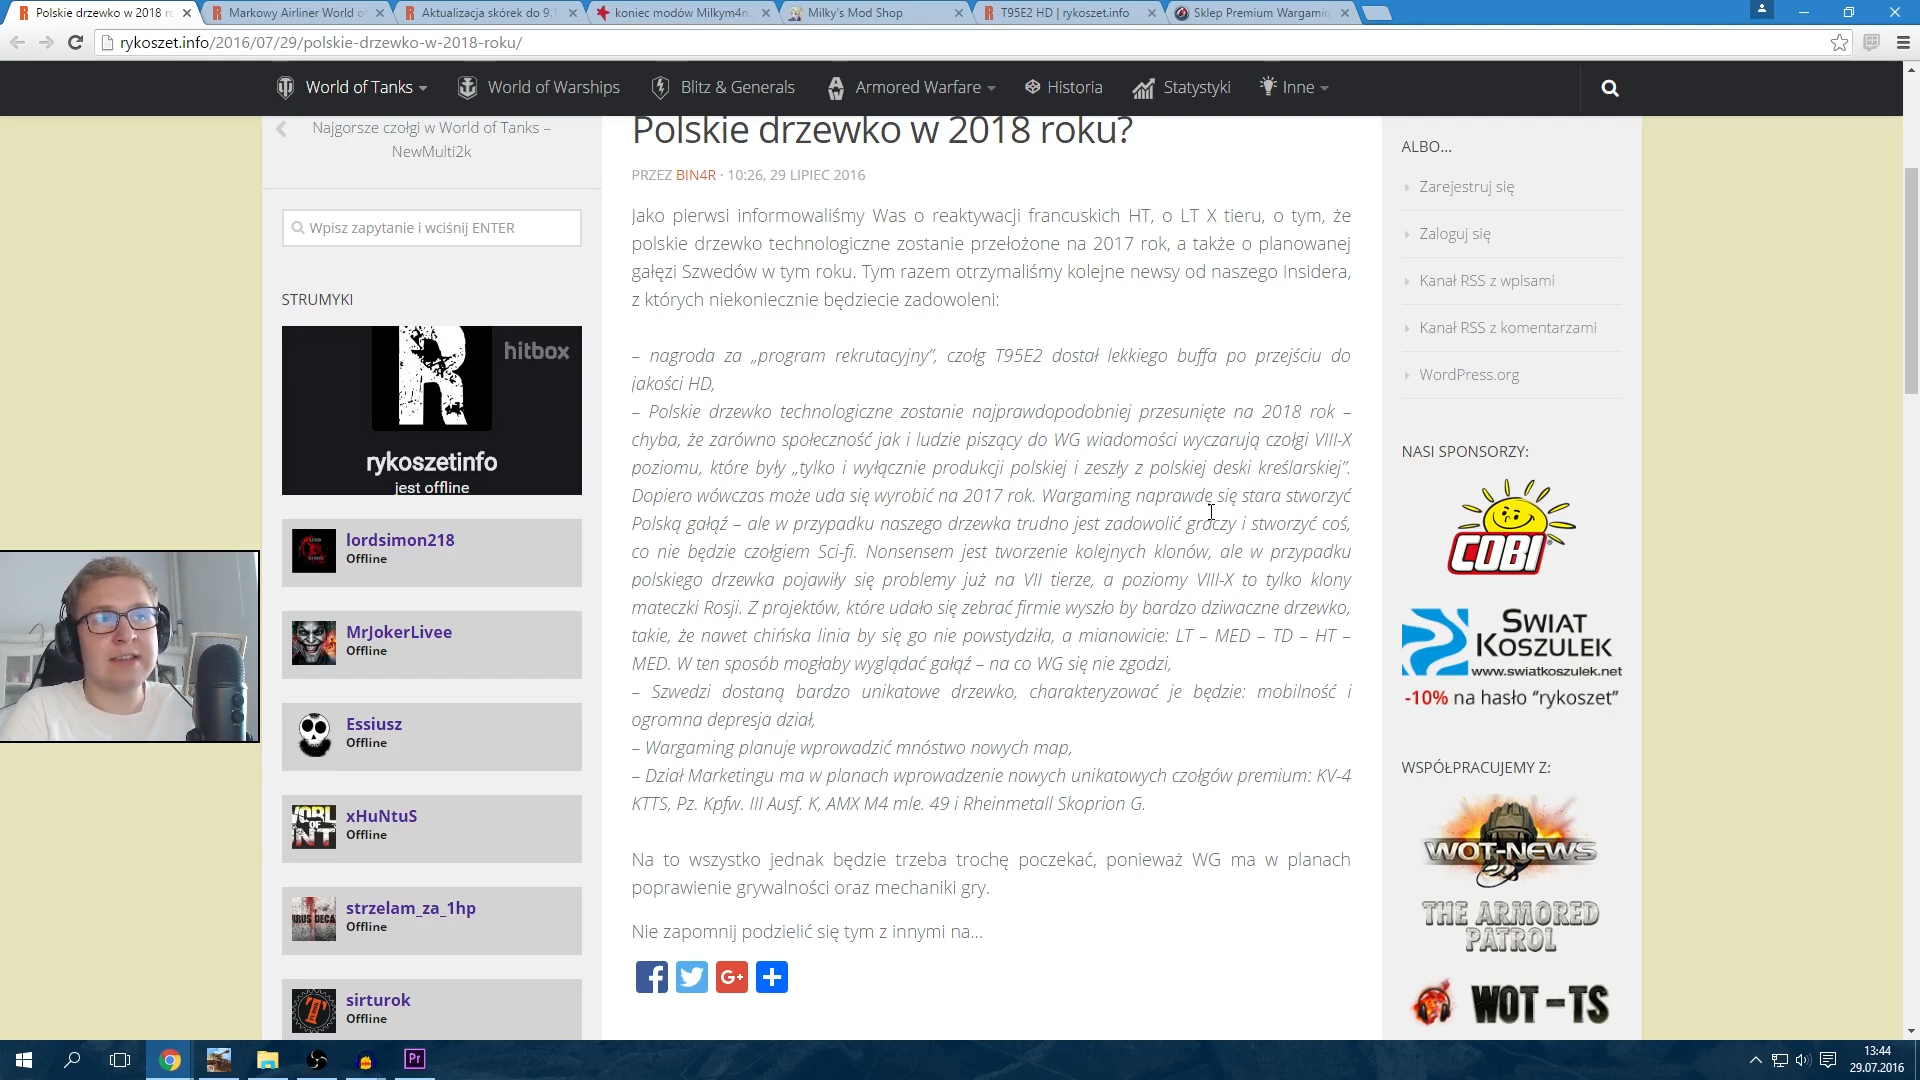 Polskie drzewko w 2018 r
Markowy Airliner World o
Aktualizacja skórek do 9.1
koniec modów Milkym4n
Milky's Mod Shop
T95E2 HD | rykoszet.info
Sklep Premium Wargamin
rykoszet.info/2016/07/29/polskie-drzewko-w-2018-roku/
World of Tanks
World of Warships
Blitz & Generals
Armored Warfare
Historia
Statystyki
Inne
Najgorsze czołgi w World of Tanks –
NewMulti2k
Wpisz zapytanie i wciśnij ENTER
STRUMYKI
R
hitbox
rykoszetinfo
jest offline
lordsimon218
Offline
MrJokerLivee
Offline
Essiusz
Offline
xHuNtuS
Offline
strzelam_za_1hp
Offline
sirturok
Offline
Polskie drzewko w 2018 roku?
PRZEZ BIN4R · 10:26, 29 LIPIEC 2016
Jako pierwsi informowaliśmy Was o reaktywacji francuskich HT, o LT X tieru, o tym, że
polskie drzewko technologiczne zostanie przełożone na 2017 rok, a także o planowanej
gałęzi Szwedów w tym roku. Tym razem otrzymaliśmy kolejne newsy od naszego Insidera,
z których niekoniecznie będziecie zadowoleni:
– nagroda za „program rekrutacyjny”, czołg T95E2 dostał lekkiego buffa po przejściu do
jakości HD,
– Polskie drzewko technologiczne zostanie najprawdopodobniej przesunięte na 2018 rok –
chyba, że zarówno społeczność jak i ludzie piszący do WG wiadomości wyczarują czołgi VIII-X
poziomu, które były „tylko i wyłącznie produkcji polskiej i zeszły z polskiej deski kreślarskiej”.
Dopiero wówczas może uda się wyrobić na 2017 rok. Wargaming naprawdę się stara stworzyć
Polską gałąź – ale w przypadku naszego drzewka trudno jest zadowolić graczy i stworzyć coś,
co nie będzie czołgiem Sci-fi. Nonsensem jest tworzenie kolejnych klonów, ale w przypadku
polskiego drzewka pojawiły się problemy już na VII tierze, a poziomy VIII-X to tylko klony
mateczki Rosji. Z projektów, które udało się zebrać firmie wyszło by bardzo dziwaczne drzewko,
takie, że nawet chińska linia by się go nie powstydziła, a mianowicie: LT – MED – TD – HT –
MED. W ten sposób mogłaby wyglądać gałąź – na co WG się nie zgodzi,
– Szwedzi dostaną bardzo unikatowe drzewko, charakteryzować je będzie: mobilność i
ogromna depresja dział,
– Wargaming planuje wprowadzić mnóstwo nowych map,
– Dział Marketingu ma w planach wprowadzenie nowych unikatowych czołgów premium: KV-4
KTTS, Pz. Kpfw. III Ausf. K, AMX M4 mle. 49 i Rheinmetall Skoprion G.
Na to wszystko jednak będzie trzeba trochę poczekać, ponieważ WG ma w planach
poprawienie grywalności oraz mechaniki gry.
Nie zapomnij podzielić się tym z innymi na...
G+
ALBO...
Zarejestruj się
Zaloguj się
Kanał RSS z wpisami
Kanał RSS z komentarzami
WordPress.org
NASI SPONSORZY:
COBI
SWIAT
KOSZULEK
www.swiatkoszulek.net
-10% na hasło "rykoszet"
WSPÓŁPRACUJEMY Z:
WOT-NEWS
THE ARMORED
PATROL
WOT-TS
Pr
13:44
29.07.2016